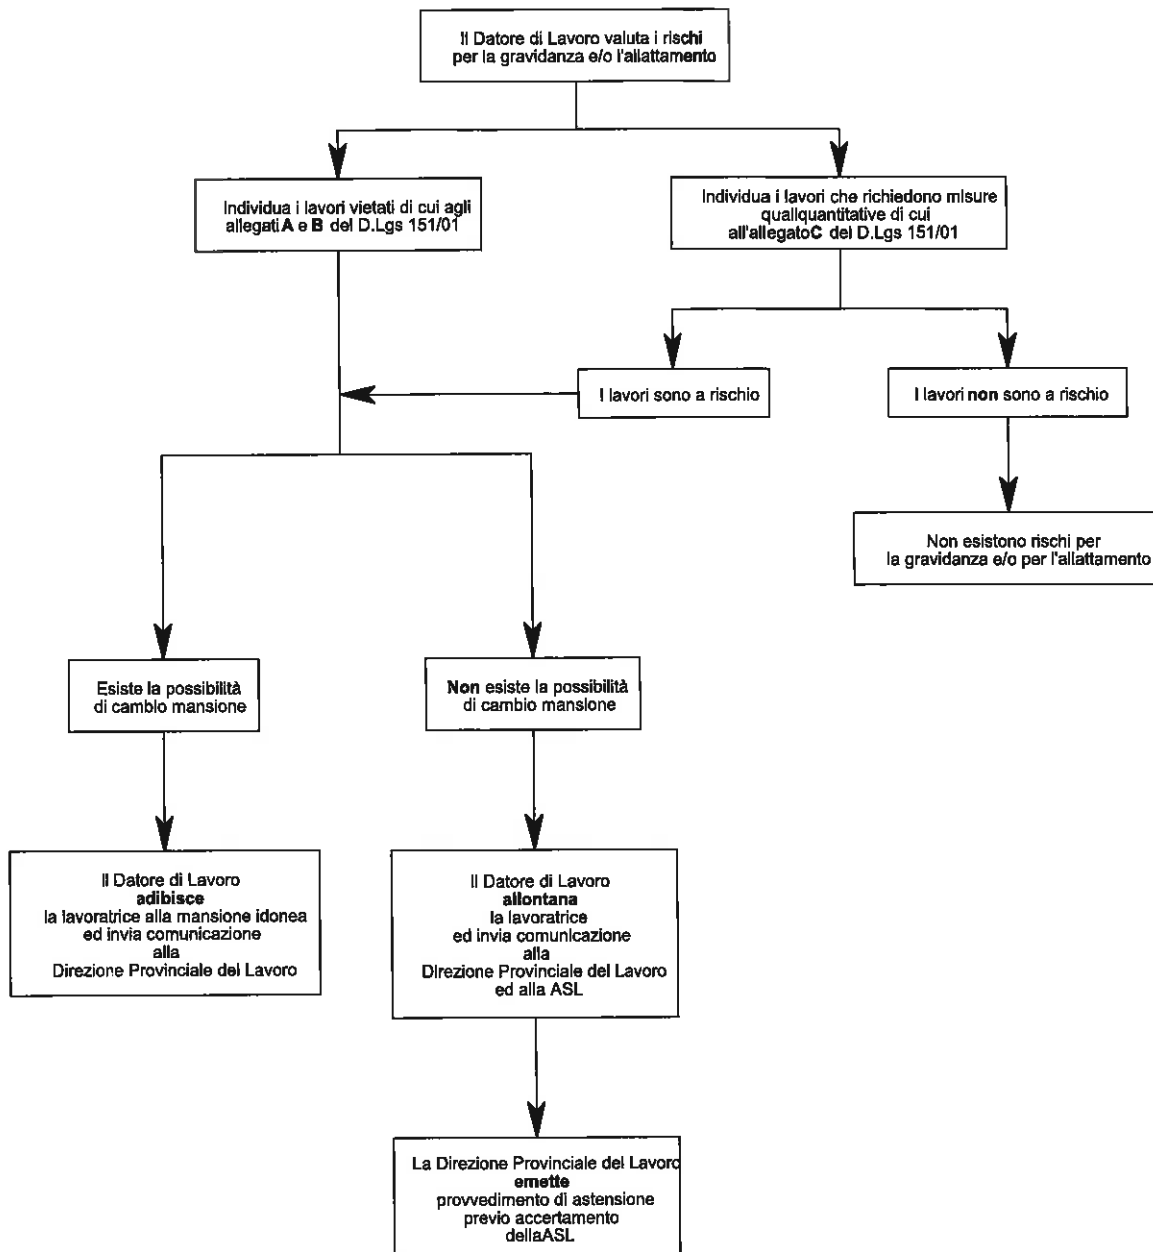 Il Datore di Lavoro valuta i rischi
per la gravidanza e/o l'allattamento
Individua i lavori vietati di cui agli
allegati A e B del D.Lgs 151/01
Individua i lavori che richiedono misure
qualiquantitative di cui
all'allegatoC del D.Lgs 151/01
I lavori sono a rischio
I lavori non sono a rischio
Non esistono rischi per
la gravidanza e/o per l'allattamento
Esiste la possibilità
di cambio mansione
Non esiste la possibilità
di cambio mansione
Il Datore di Lavoro
adibisce
la lavoratrice alla mansione idonea
ed invia comunicazione
alla
Direzione Provinciale del Lavoro
Il Datore di Lavoro
allontana
la lavoratrice
ed invia comunicazione
alla
Direzione Provinciale del Lavoro
ed alla ASL
La Direzione Provinciale del Lavoro
emette
provvedimento di astensione
previo accertamento
dellaASL